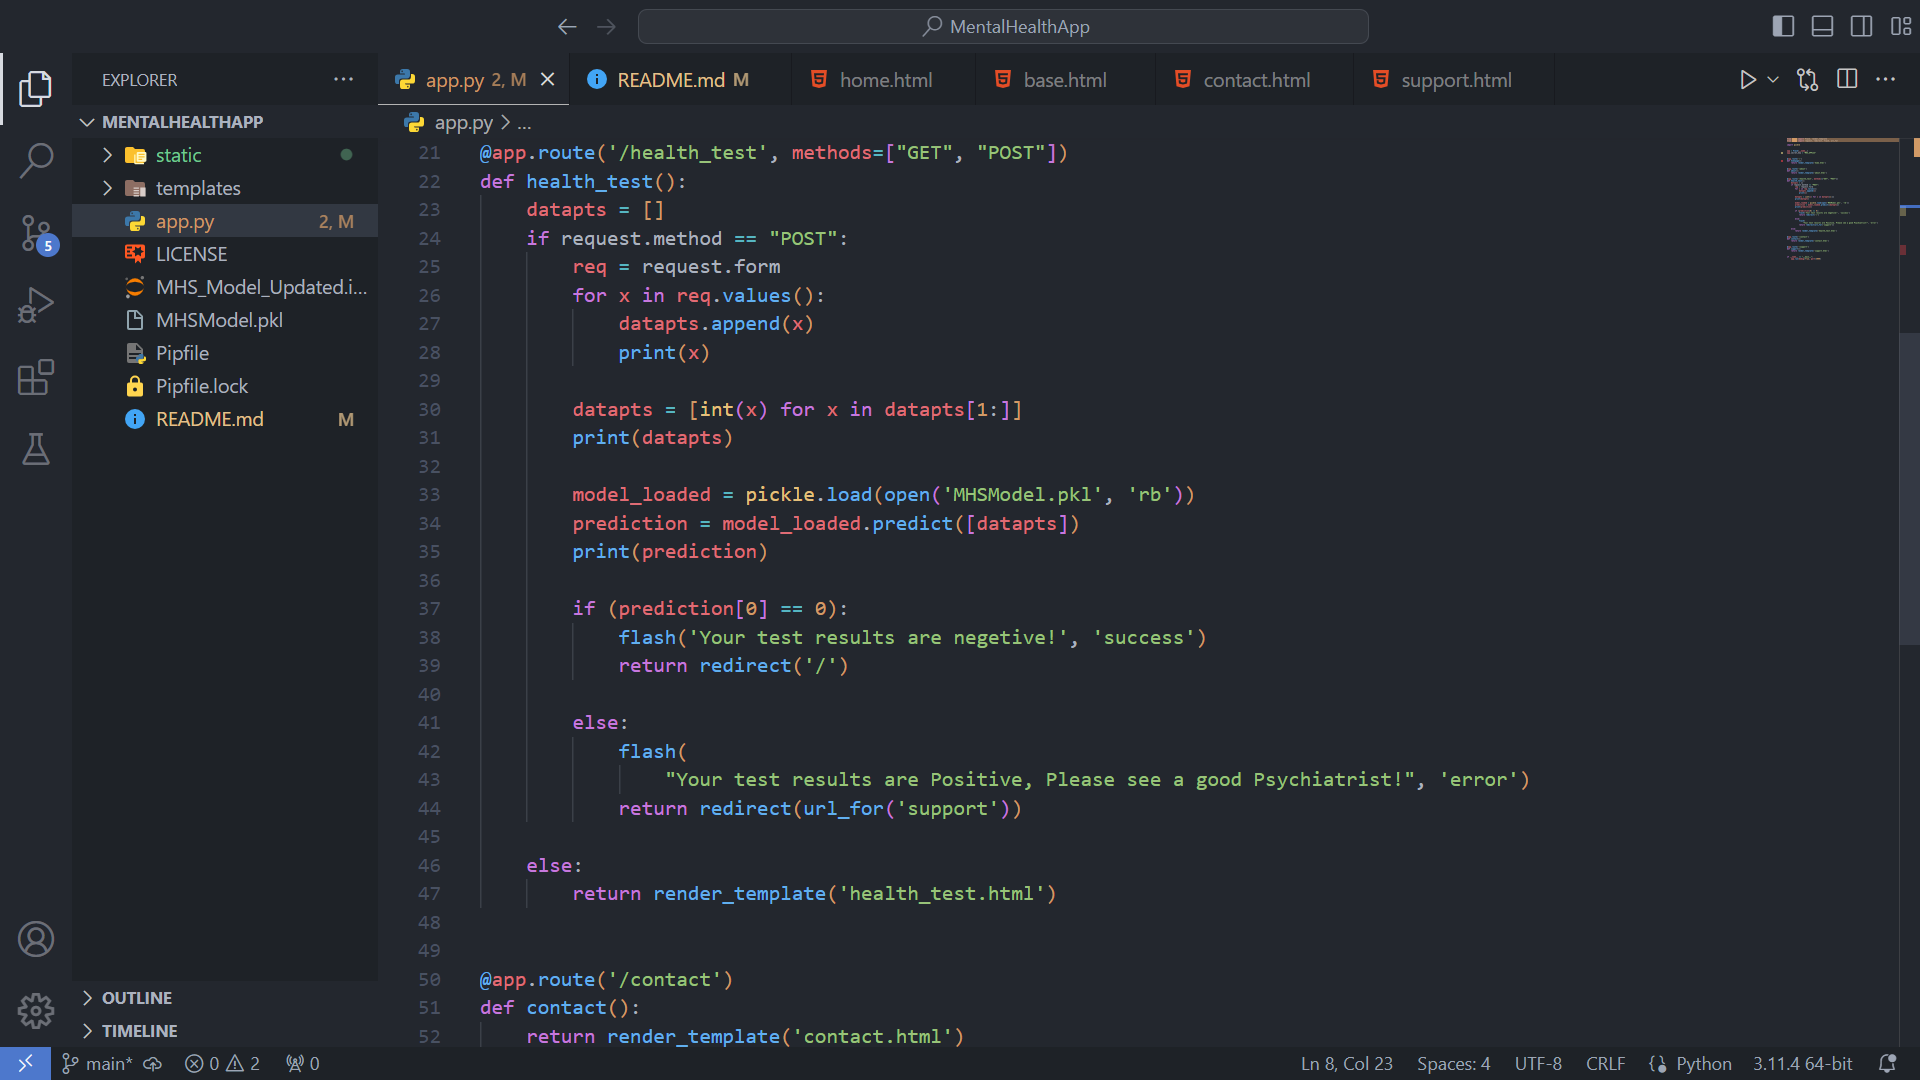 MentalHealthApp
EXPLORER
app.py 2, M
README.md M
home.html
base.html
contact.html
support.html
MENTALHEALTHAPP
static
templates
app.py 2, M
LICENSE
MHS_Model_Updated.i...
MHSModel.pkl
Pipfile
Pipfile.lock
README.md M
5
OUTLINE
TIMELINE
app.py > ...
21 @app.route('/health_test', methods=["GET", "POST"])
22 def health_test():
23 datapts = []
24 if request.method == "POST":
25 req = request.form
26 for x in req.values():
27 datapts.append(x)
28 print(x)
29
30 datapts = [int(x) for x in datapts[1:]]
31 print(datapts)
32
33 model_loaded = pickle.load(open('MHSModel.pkl', 'rb'))
34 prediction = model_loaded.predict([datapts])
35 print(prediction)
36
37 if (prediction[0] == 0):
38 flash('Your test results are negetive!', 'success')
39 return redirect('/')
40
41 else:
42 flash(
43 "Your test results are Positive, Please see a good Psychiatrist!", 'error')
44 return redirect(url_for('support'))
45
46 else:
47 return render_template('health_test.html')
48
49
50 @app.route('/contact')
51 def contact():
52 return render_template('contact.html')
main* 0 2 0
Ln 8, Col 23 Spaces: 4 UTF-8 CRLF Python 3.11.4 64-bit